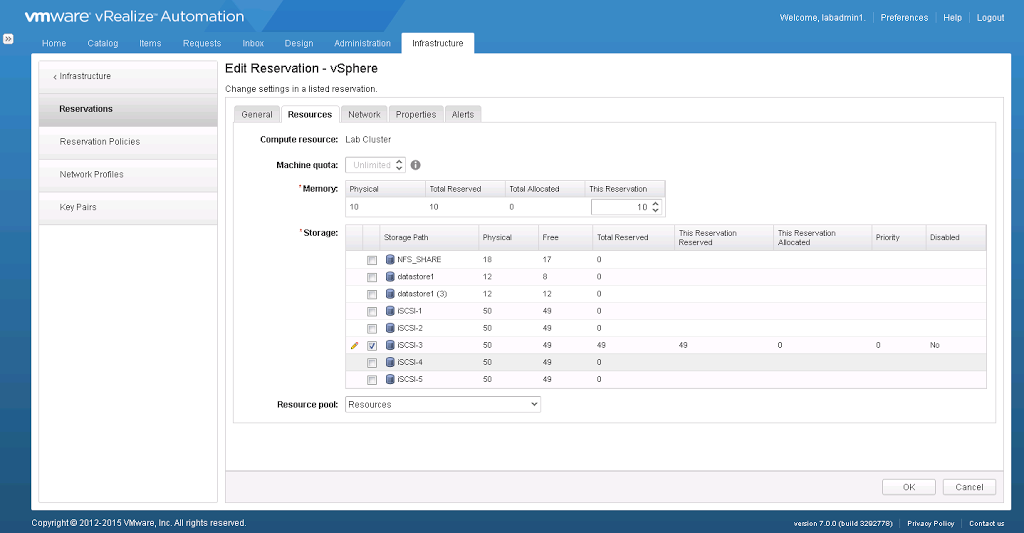 vmware® vRealize™ Automation
Welcome, labadmin1. Preferences Help Logout
Home Catalog Items Requests Inbox Design Administration Infrastructure
< Infrastructure
Reservations
Reservation Policies
Network Profiles
Key Pairs
Edit Reservation - vSphere
Change settings in a listed reservation.
General Resources Network Properties Alerts
Compute resource: Lab Cluster
Machine quota: Unlimited
* Memory: Physical Total Reserved Total Allocated This Reservation
10 10 0 10
* Storage: Storage Path Physical Free Total Reserved This Reservation Reserved This Reservation Allocated Priority Disabled
NFS_SHARE 18 17 0
datastore1 12 8 0
datastore1 (3) 12 12 0
iSCSI-1 50 49 0
iSCSI-2 50 49 0
iSCSI-3 50 49 49 49 0 0 No
iSCSI-4 50 49 0
iSCSI-5 50 49 0
Resource pool: Resources
OK Cancel
Copyright © 2012-2015 VMware, Inc. All rights reserved.
version 7.0.0 (build 3292778) Privacy Policy Contact us